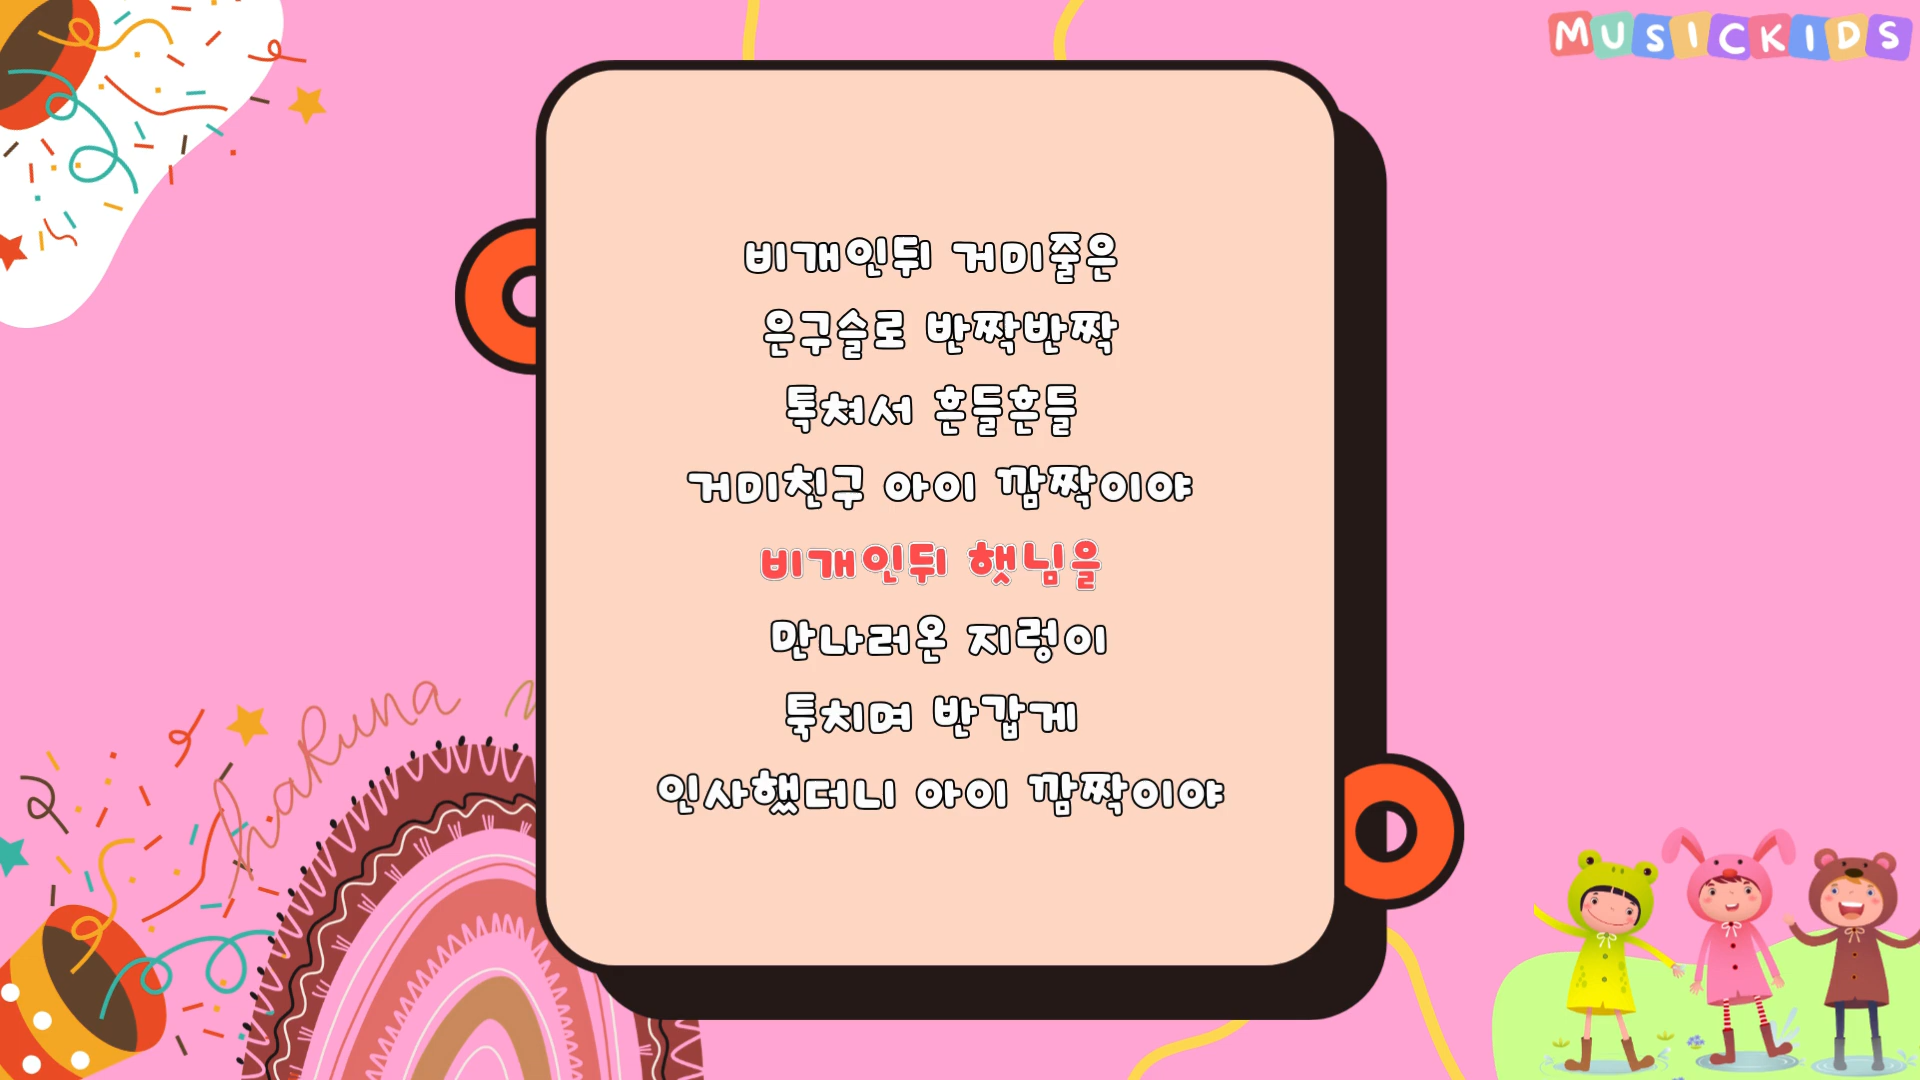 MUSICKIDS
비개인뒤 거미줄은
은구슬로 반짝반짝
톡쳐서 흔들흔들
거미친구 아이 깜짝이야
비개인뒤 햇님을
만나러온 지렁이
툭치며 반갑게
인사했더니 아이 깜짝이야
hakuna